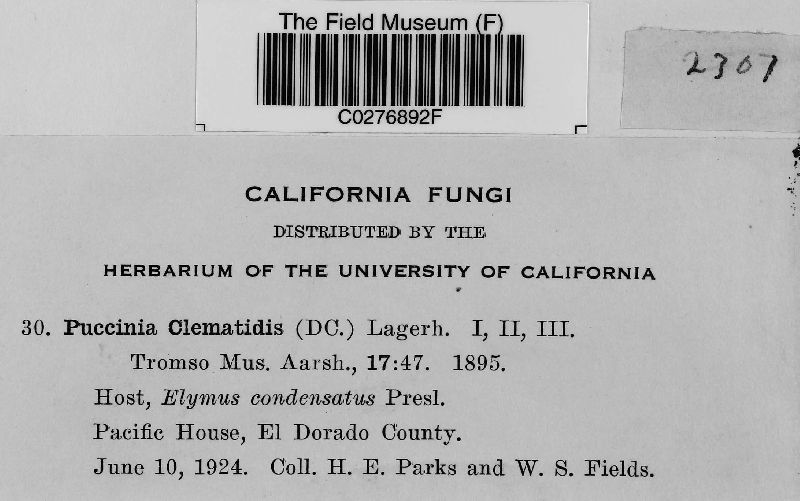 The Field Museum (F)
C0276892F
2307
CALIFORNIA FUNGI
DISTRIBUTED BY THE
HERBARIUM OF THE UNIVERSITY OF CALIFORNIA
30. Puccinia Clematidis (DC.) Lagerh. I, II, III.
Tromso Mus. Aarsh., 17:47. 1895.
Host, Elymus condensatus Presl.
Pacific House, El Dorado County.
June 10, 1924. Coll. H. E. Parks and W. S. Fields.